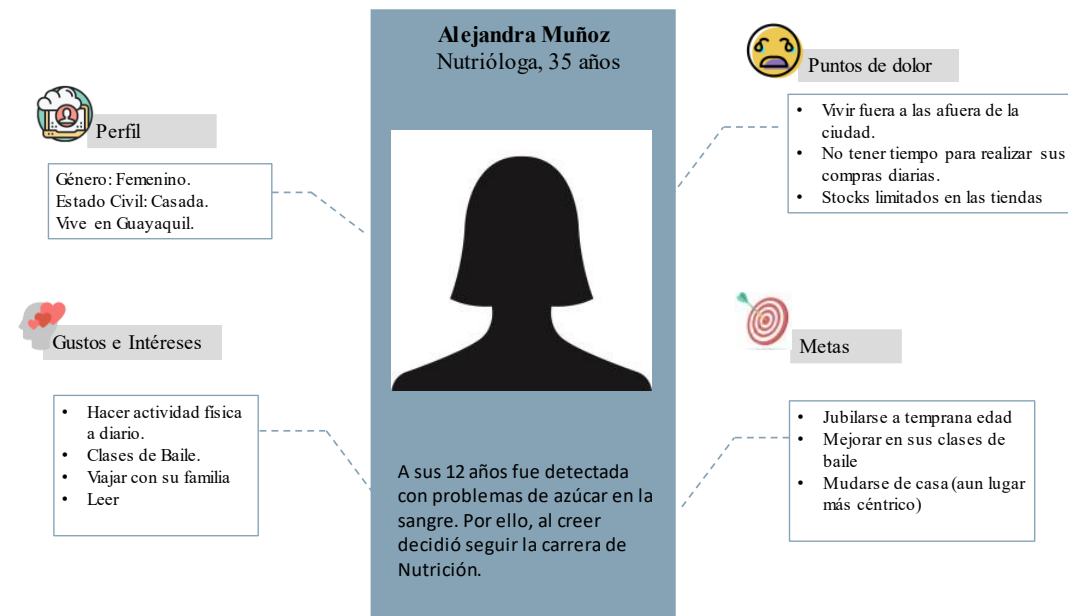 Alejandra Muñoz
Nutrióloga, 35 años
Perfil
Género: Femenino.
Estado Civil: Casada.
Vive en Guayaquil.
Gustos e Intéreses
• Hacer actividad física
a diario.
• Clases de Baile.
• Viajar con su familia
• Leer
A sus 12 años fue detectada
con problemas de azúcar en la
sangre. Por ello, al creer
decidió seguir la carrera de
Nutrición.
Puntos de dolor
• Vivir fuera a las afuera de la
ciudad.
• No tener tiempo para realizar sus
compras diarias.
• Stocks limitados en las tiendas
Metas
• Jubilarse a temprana edad
• Mejorar en sus clases de
baile
• Mudarse de casa (aun lugar
más céntrico)